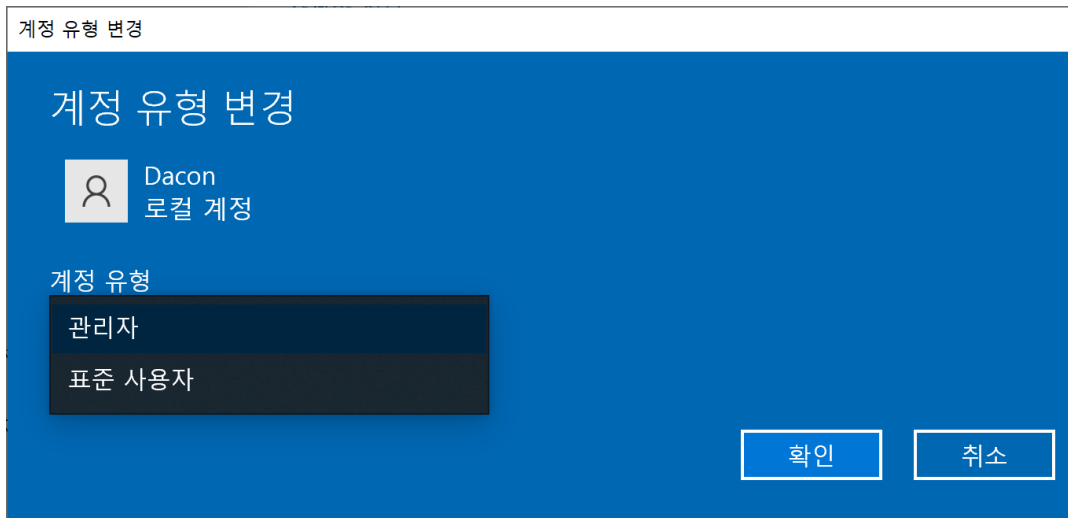 계정 유형 변경
계정 유형 변경
Dacon
로컬 계정
계정 유형
관리자
표준 사용자
확인 취소